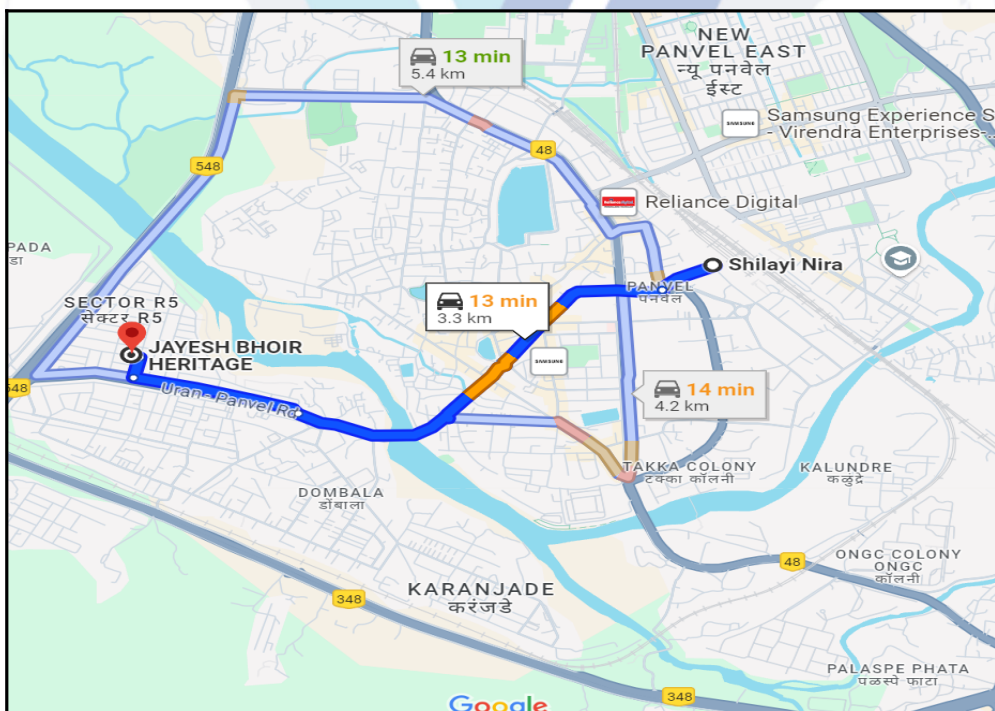 NEW
PANVEL EAST
न्यू पनवेल
ईस्ट
13 min
5.4 km
SAMSUNG
Samsung Experience S
- Virendra Enterprises-...
48
548
reliance digital
Reliance Digital
PADA
डा
Shilayi Nira
PANVEL
पनवेल
SECTOR R5
सेक्टर R5
13 min
3.3 km
JAYESH BHOIR
HERITAGE
SAMSUNG
548
Uran - Panvel Rd
14 min
4.2 km
TAKKA COLONY
टक्का कॉलनी
KALUNDRE
कळुंद्रे
DOMBALA
डोंबाला
ONGC COLONY
ONGC
कॉलनी
48
KARANJADE
करंजडे
348
PALASPE PHATA
पळस्पे फाटा
348
Google